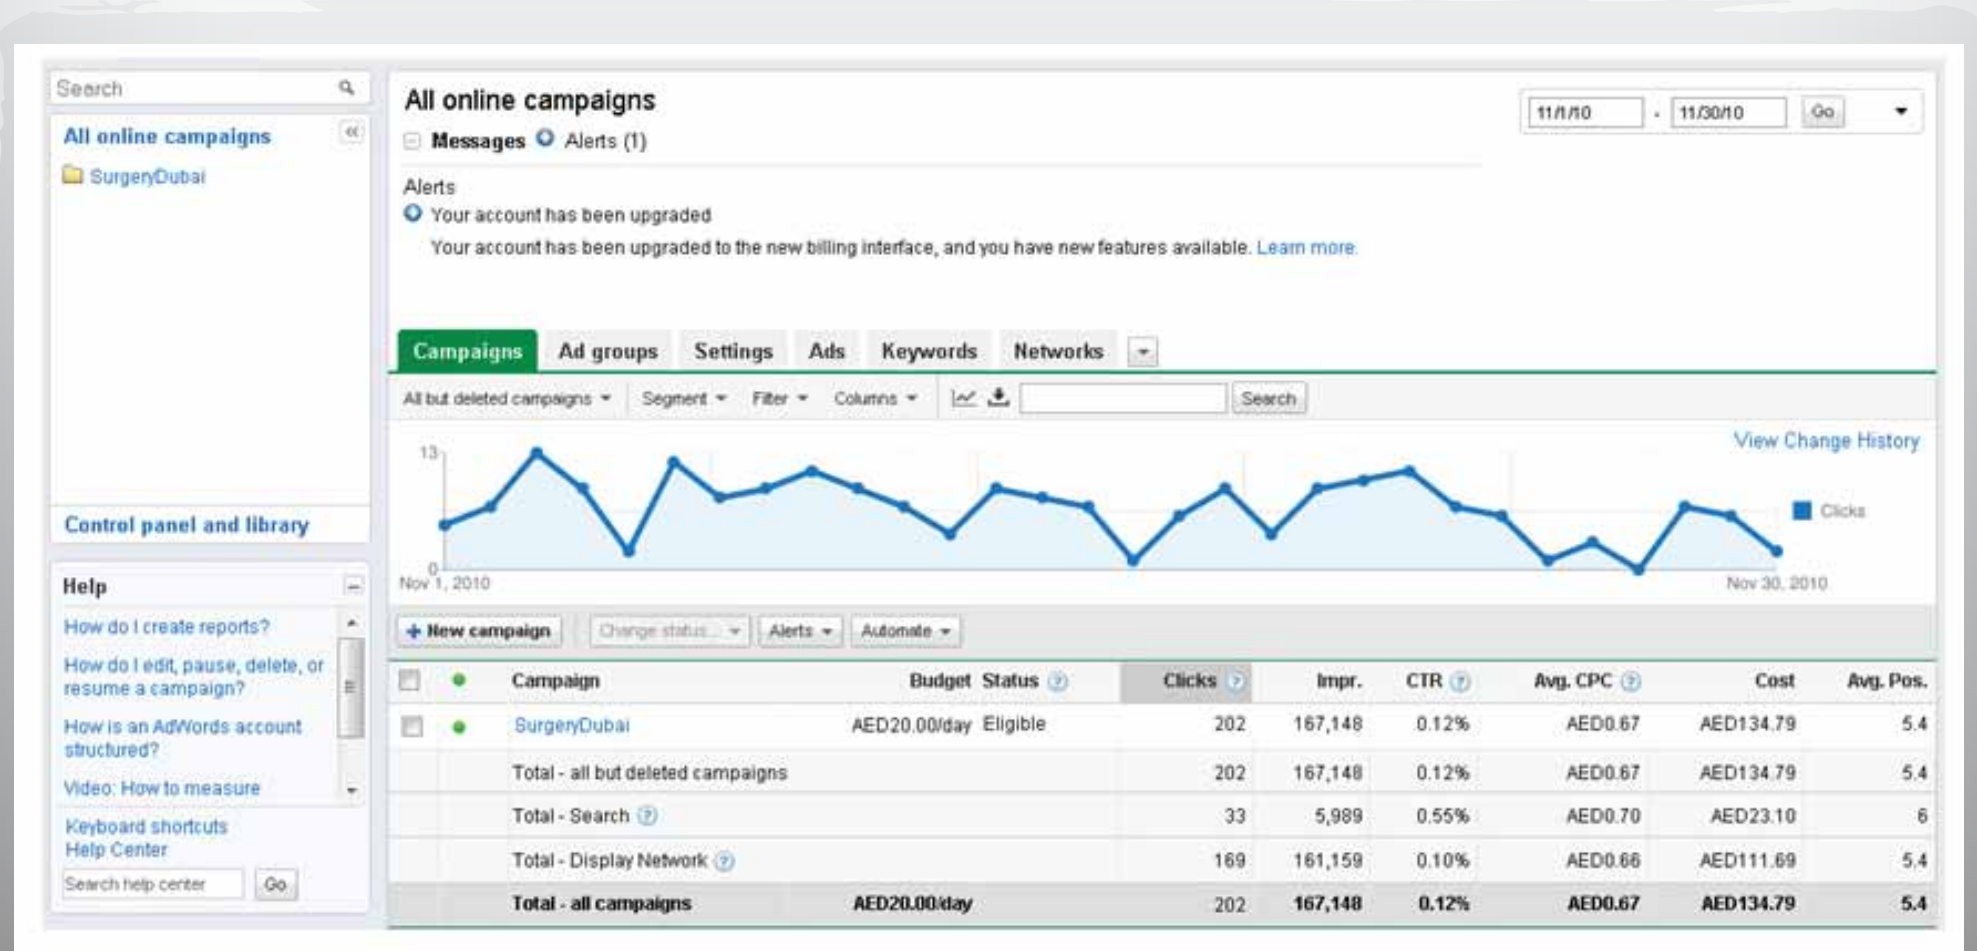 Search
All online campaigns
SurgeryDubai
Control panel and library
Help
How do I create reports?
How do I edit, pause, delete, or
resume a campaign?
How is an AdWords account
structured?
Video: How to measure
Keyboard shortcuts
Help Center
Search help center Go
All online campaigns
11/1/10 - 11/30/10 Go
Messages Alerts (1)
Alerts
Your account has been upgraded
Your account has been upgraded to the new billing interface, and you have new features available. Learn more.
Campaigns Ad groups Settings Ads Keywords Networks
All but deleted campaigns Segment Filter Columns Search
View Change History
13
Clicks
0
Nov 1, 2010 Nov 30, 2010
+ New campaign Change status... Alerts Automate
Campaign Budget Status ? Clicks ? Impr. CTR ? Avg. CPC ? Cost Avg. Pos.
SurgeryDubai AED20.00/day Eligible 202 167,148 0.12% AED0.67 AED134.79 5.4
Total - all but deleted campaigns 202 167,148 0.12% AED0.67 AED134.79 5.4
Total - Search ? 33 5,989 0.55% AED0.70 AED23.10 6
Total - Display Network ? 169 161,159 0.10% AED0.66 AED111.69 5.4
Total - all campaigns AED20.00/day 202 167,148 0.12% AED0.67 AED134.79 5.4